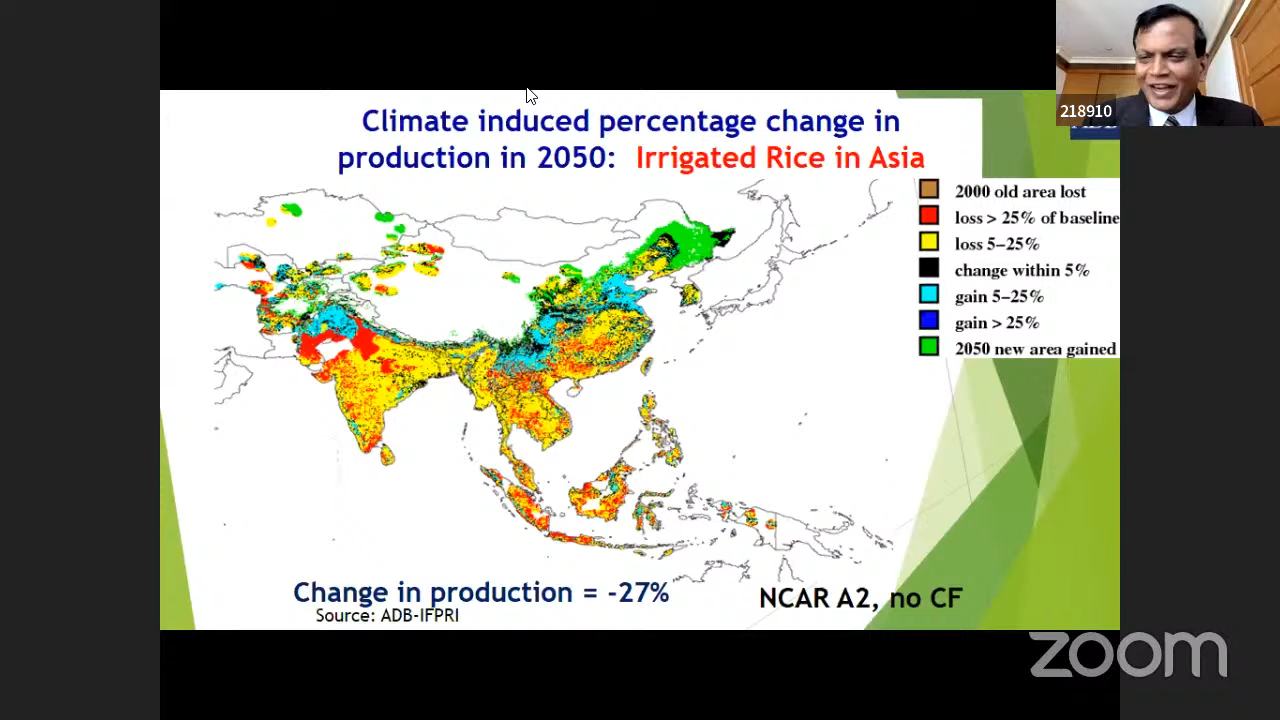 218910
Climate induced percentage change in
production in 2050: Irrigated Rice in Asia
2000 old area lost
loss > 25% of baseline
loss 5–25%
change within 5%
gain 5–25%
gain > 25%
2050 new area gained
Change in production = -27%
Source: ADB-IFPRI
NCAR A2, no CF
zoom